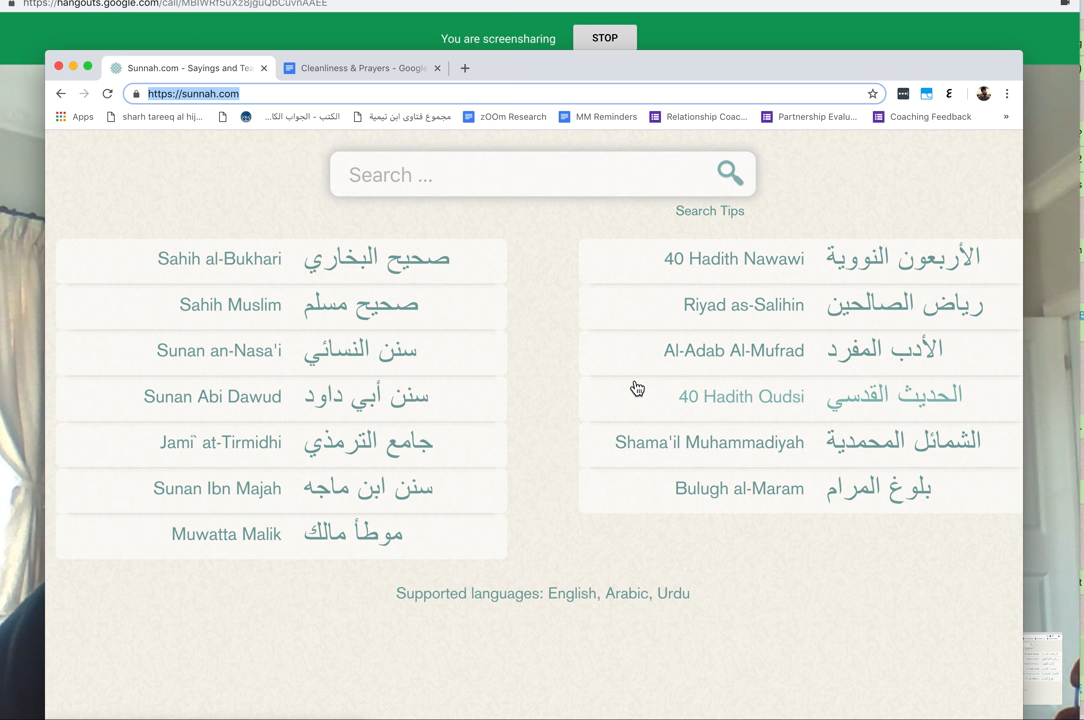 https://hangouts.google.com/call/MBIWRf5uXz8jguQbCuvnAAEE
You are screensharing STOP
Sunnah.com - Sayings and Tea
Cleanliness & Prayers - Google
https://sunnah.com
Apps
sharh tareeq al hij...
الكتب - الجواب الكا...
مجموع فتاوى ابن تيمية
zOOm Research
MM Reminders
Relationship Coac...
Partnership Evalu...
Coaching Feedback
»
Search ...
Search Tips
Sahih al-Bukhari صحيح البخاري
Sahih Muslim صحيح مسلم
Sunan an-Nasa'i سنن النسائي
Sunan Abi Dawud سنن أبي داود
Jami` at-Tirmidhi جامع الترمذي
Sunan Ibn Majah سنن ابن ماجه
Muwatta Malik موطأ مالك
40 Hadith Nawawi الأربعون النووية
Riyad as-Salihin رياض الصالحين
Al-Adab Al-Mufrad الأدب المفرد
40 Hadith Qudsi الحديث القدسي
Shama'il Muhammadiyah الشمائل المحمدية
Bulugh al-Maram بلوغ المرام
Supported languages: English, Arabic, Urdu